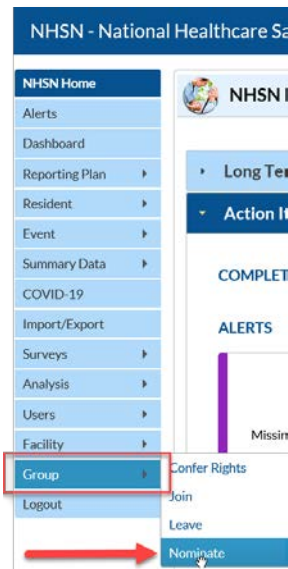 NHSN - National Healthcare Sa
NHSN Home
Alerts
Dashboard
Reporting Plan
Resident
Event
Summary Data
COVID-19
Import/Export
Surveys
Analysis
Users
Facility
Group
Logout
NHSN
Long Te
Action It
COMPLET
ALERTS
Missin
Confer Rights
Join
Leave
Nominate